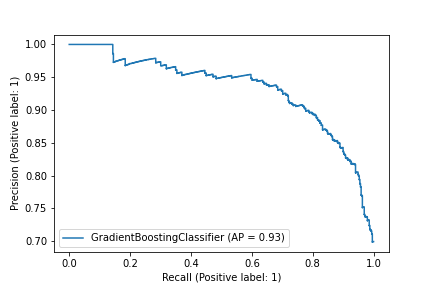 1.00
0.95
0.90
0.85
0.80
0.75
0.70
Precision (Positive label: 1)
GradientBoostingClassifier (AP = 0.93)
0.0 0.2 0.4 0.6 0.8 1.0
Recall (Positive label: 1)